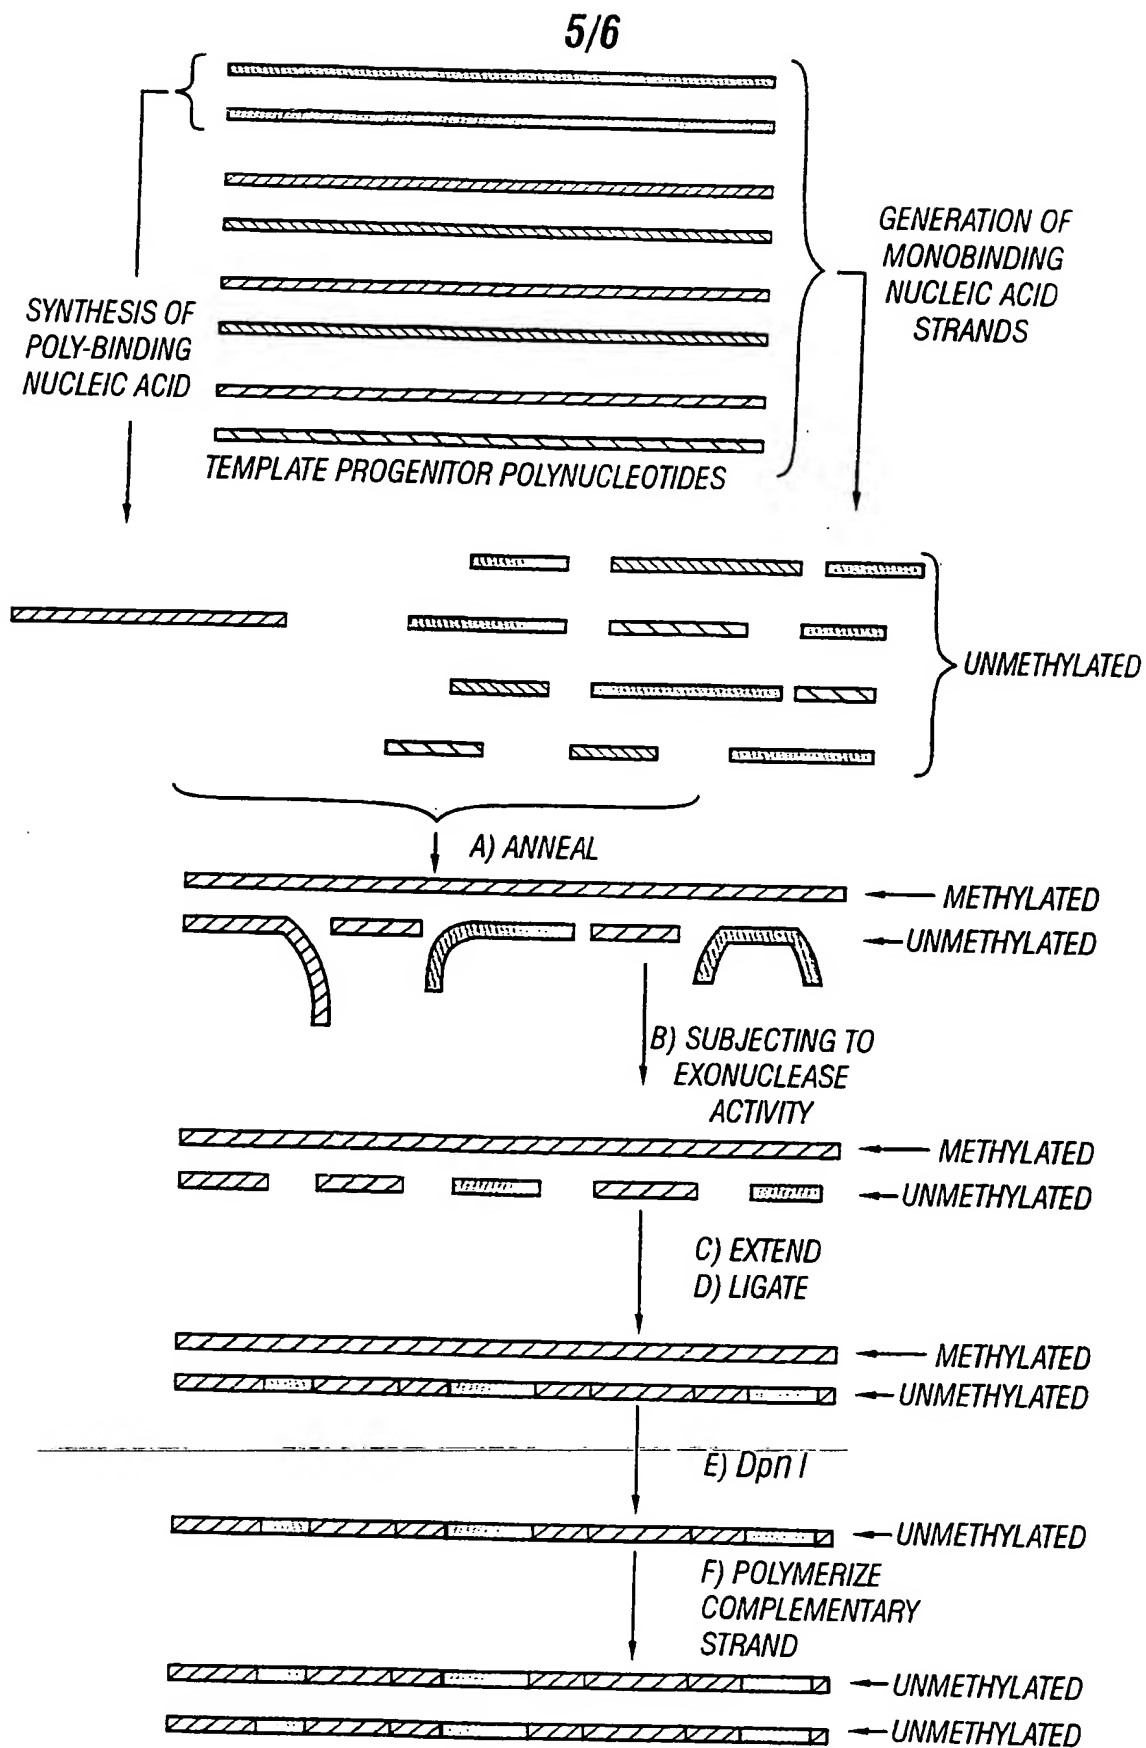 5/6
SYNTHESIS OF
POLY-BINDING
NUCLEIC ACID
GENERATION OF
MONOBINDING
NUCLEIC ACID
STRANDS
TEMPLATE PROGENITOR POLYNUCLEOTIDES
UNMETHYLATED
A) ANNEAL
METHYLATED
UNMETHYLATED
B) SUBJECTING TO
EXONUCLEASE
ACTIVITY
METHYLATED
UNMETHYLATED
C) EXTEND
D) LIGATE
METHYLATED
UNMETHYLATED
E) Dpn I
UNMETHYLATED
F) POLYMERIZE
COMPLEMENTARY
STRAND
UNMETHYLATED
UNMETHYLATED